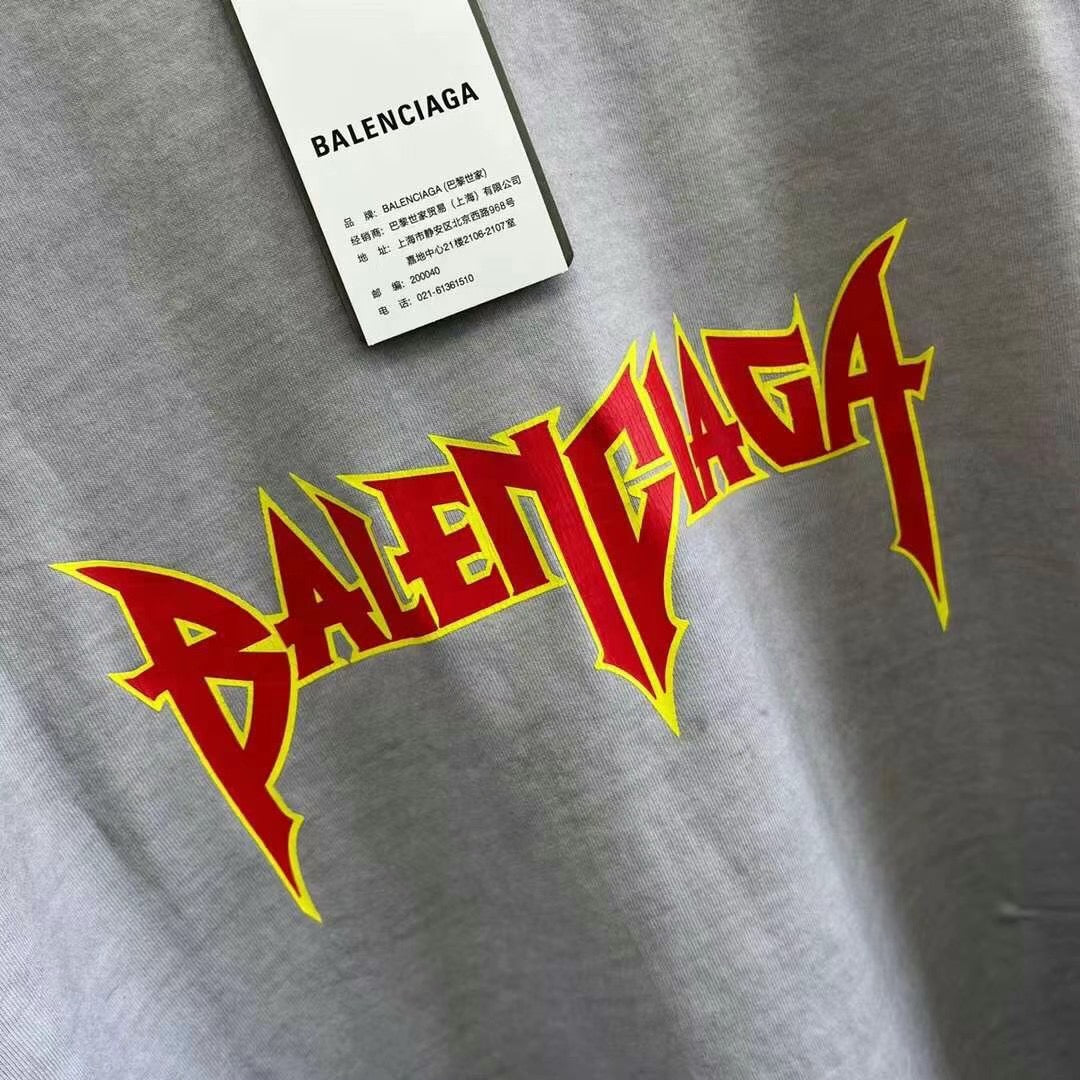 BALENCIAGA
品 牌: BALENCIAGA (巴黎世家)
经销商: 巴黎世家贸易（上海）有限公司
地 址: 上海市静安区北京西路968号
嘉地中心21楼2106-2107室
邮 编: 200040
电 话: 021-61361510
BALENCIAGA